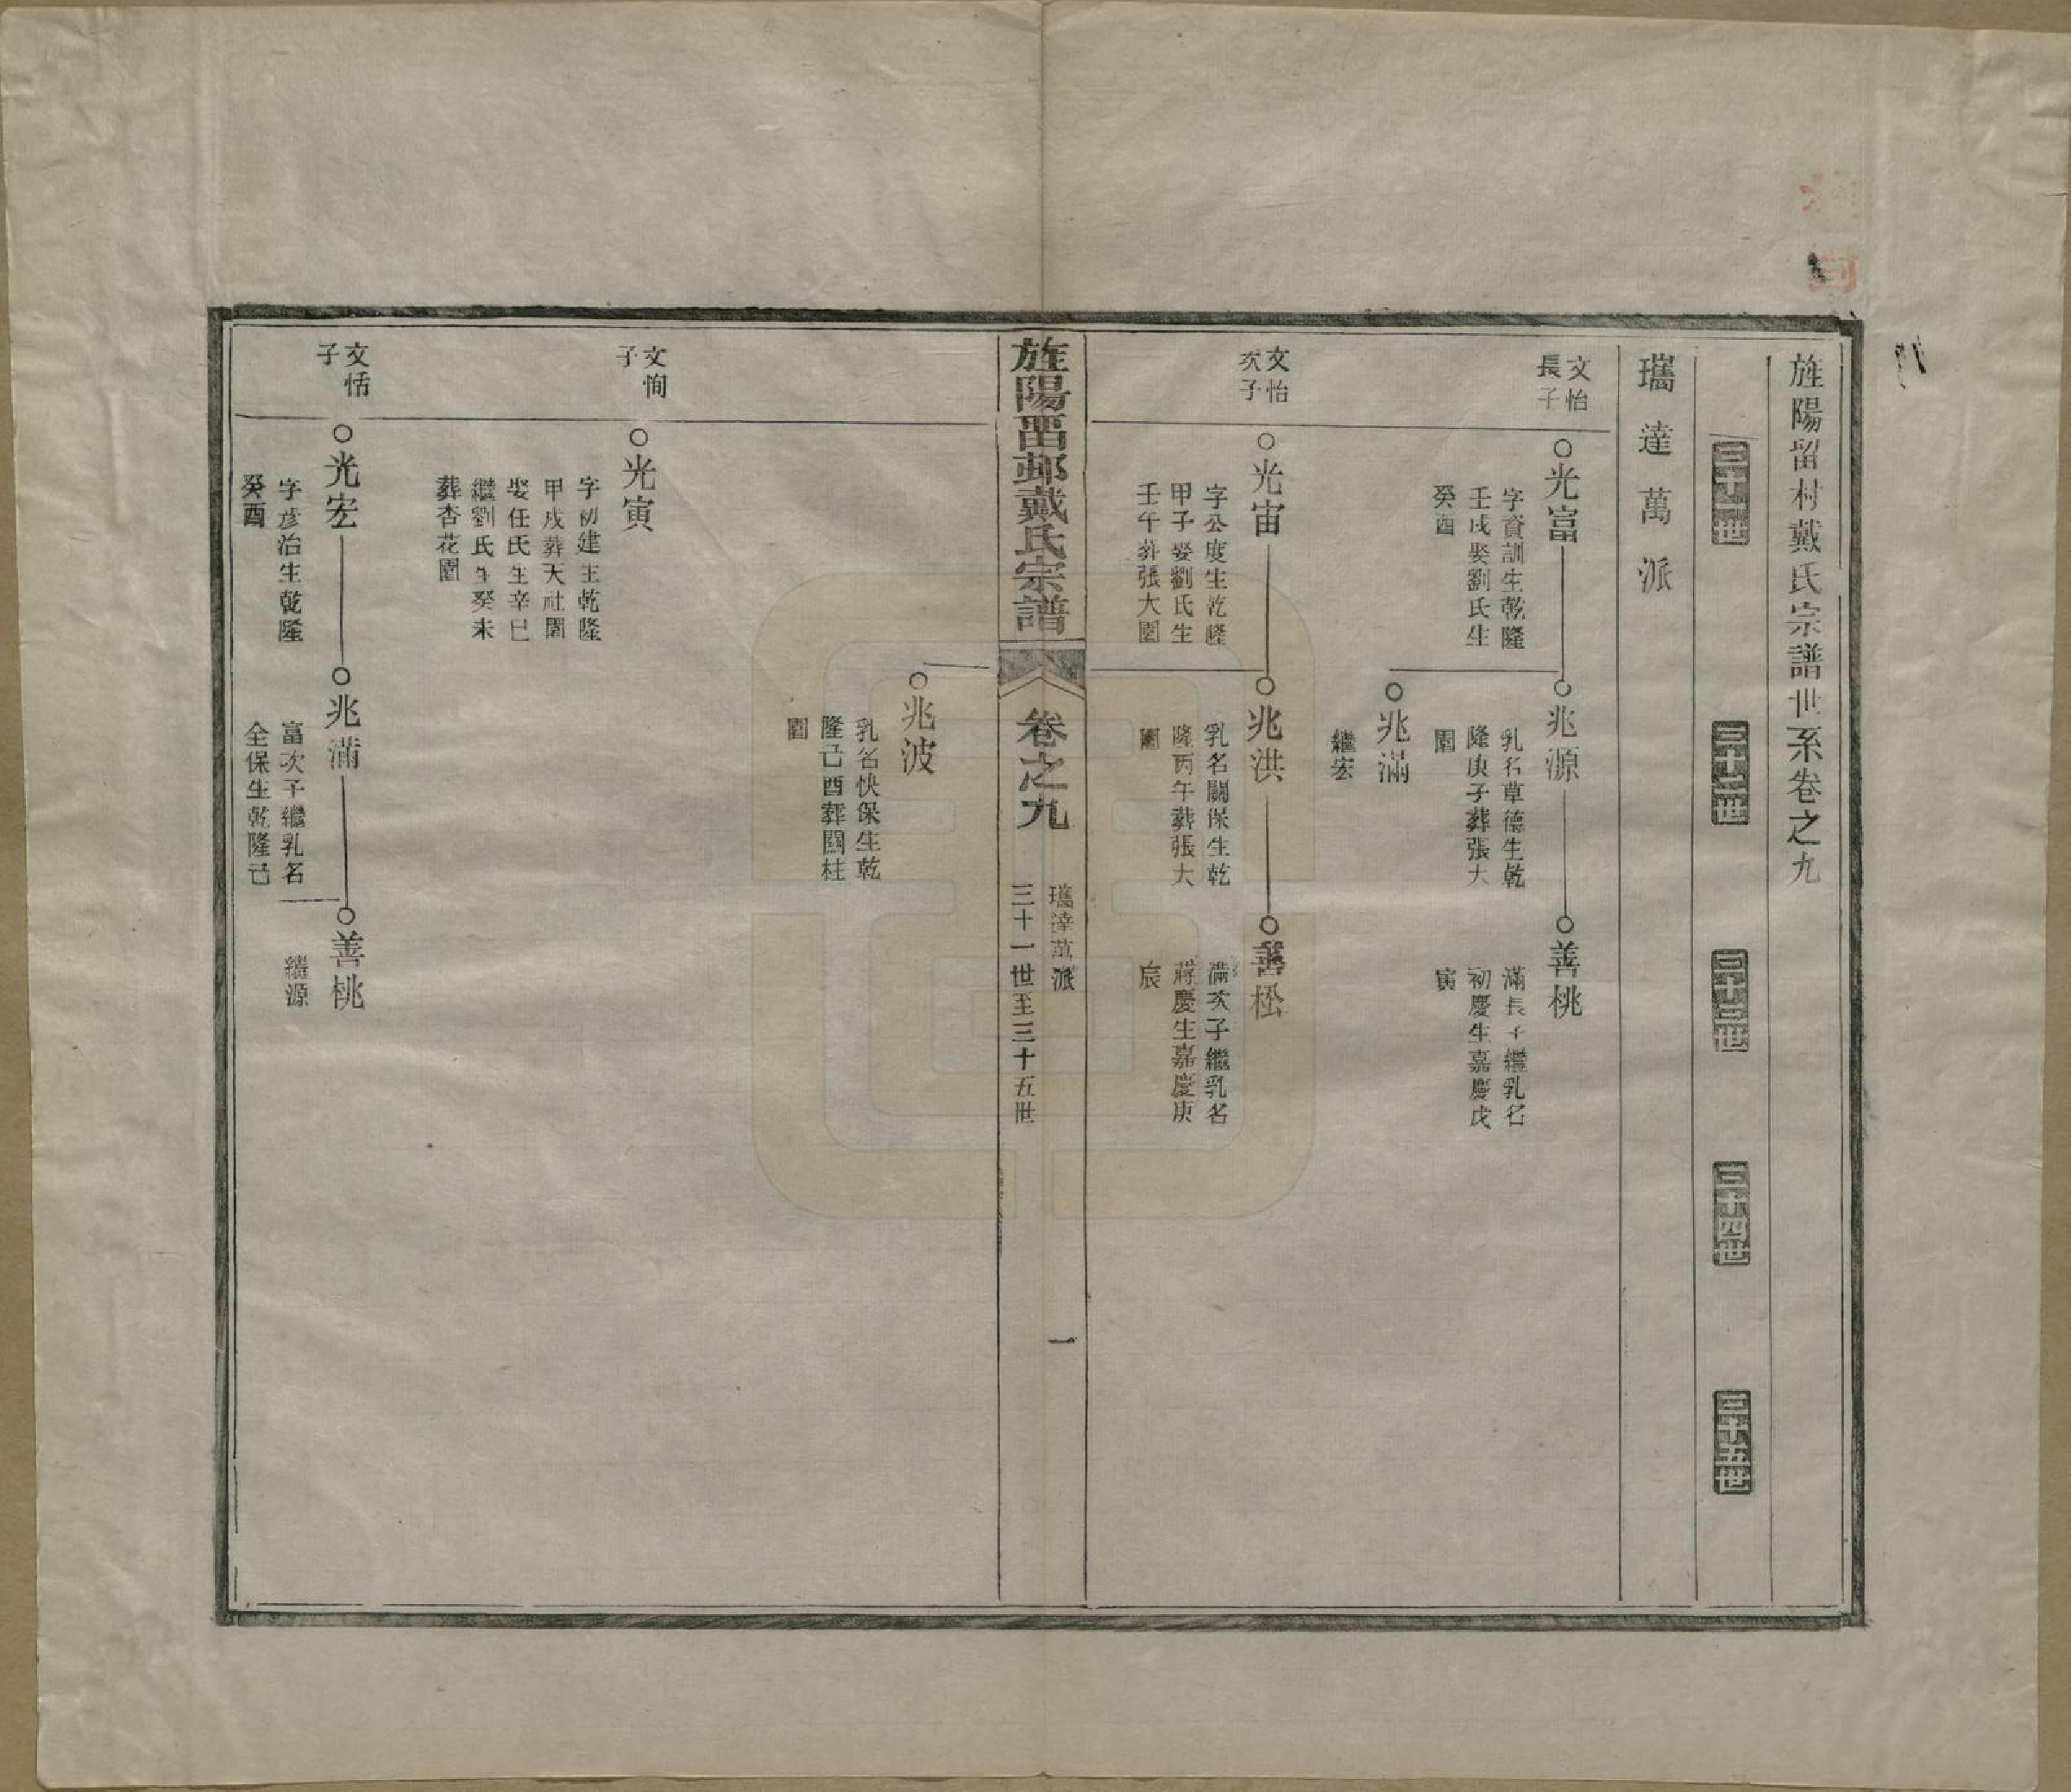 旌陽留村戴氏宗譜世系卷之九
三十一世
三十二世
三十三世
三十四世
三十五世
達萬派
文怡
長子
光富
字資訓生乾隆
壬戌娶劉氏生
癸酉
兆源
乳名草德生乾
隆庚子葬張大
園
善桃
滿長子繼乳名
初慶生嘉慶戊
寅
兆滿
繼宏
文怡
次子
光宙
字公度生乾隆
甲子娶劉氏生
壬午葬張大園
兆洪
乳名關保生乾
隆丙午葬張大
園
善松
滿次子繼乳名
蔣慶生嘉慶庚
辰
旌陽畱邨戴氏宗譜
卷之九
達萬派
三十一世至三十五世
一
兆波
乳名快保生乾
隆己酉葬關柱
園
文恂
子
光寅
字初建生乾隆
甲戌葬天社園
娶任氏生辛巳
繼劉氏生癸未
葬杏花園
文恬
子
光宏
字彦治生乾隆
癸酉
兆滿
富次子繼乳名
全保生乾隆己
善桃
繼源